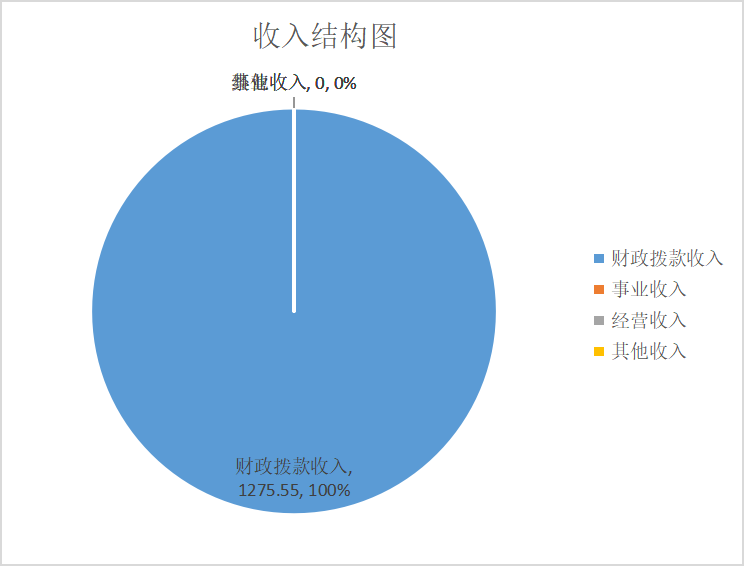 收入结构图
收入, 0, 0%
财政拨款收入,
1275.55, 100%
财政拨款收入
事业收入
经营收入
其他收入